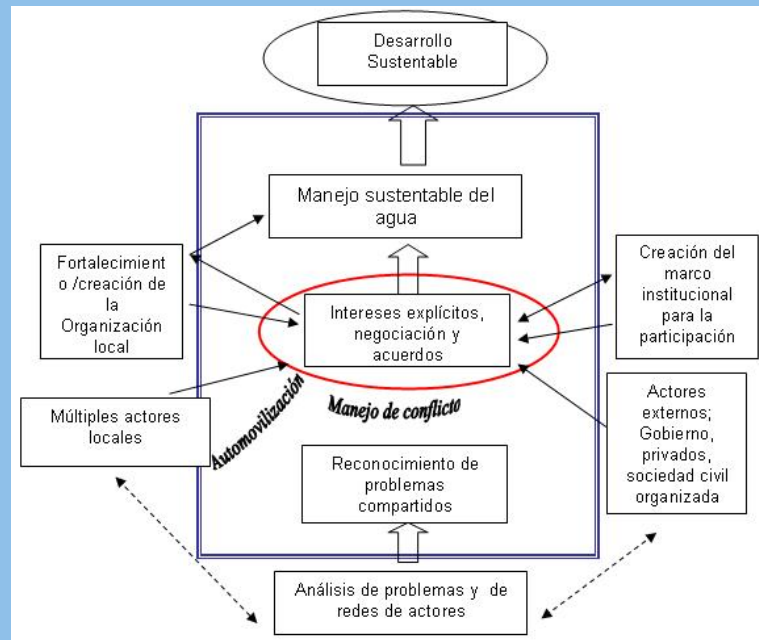 Desarrollo
Sustentable
Manejo sustentable del
agua
Fortalecimient
o /creación de
la
Organización
local
Intereses explícitos,
negociación y
acuerdos
Creación del
marco
institucional
para la
participación
Múltiples actores
locales
Automovilización
Manejo de conflicto
Actores
externos;
Gobierno,
privados,
sociedad civil
organizada
Reconocimiento de
problemas
compartidos
Análisis de problemas y de
redes de actores